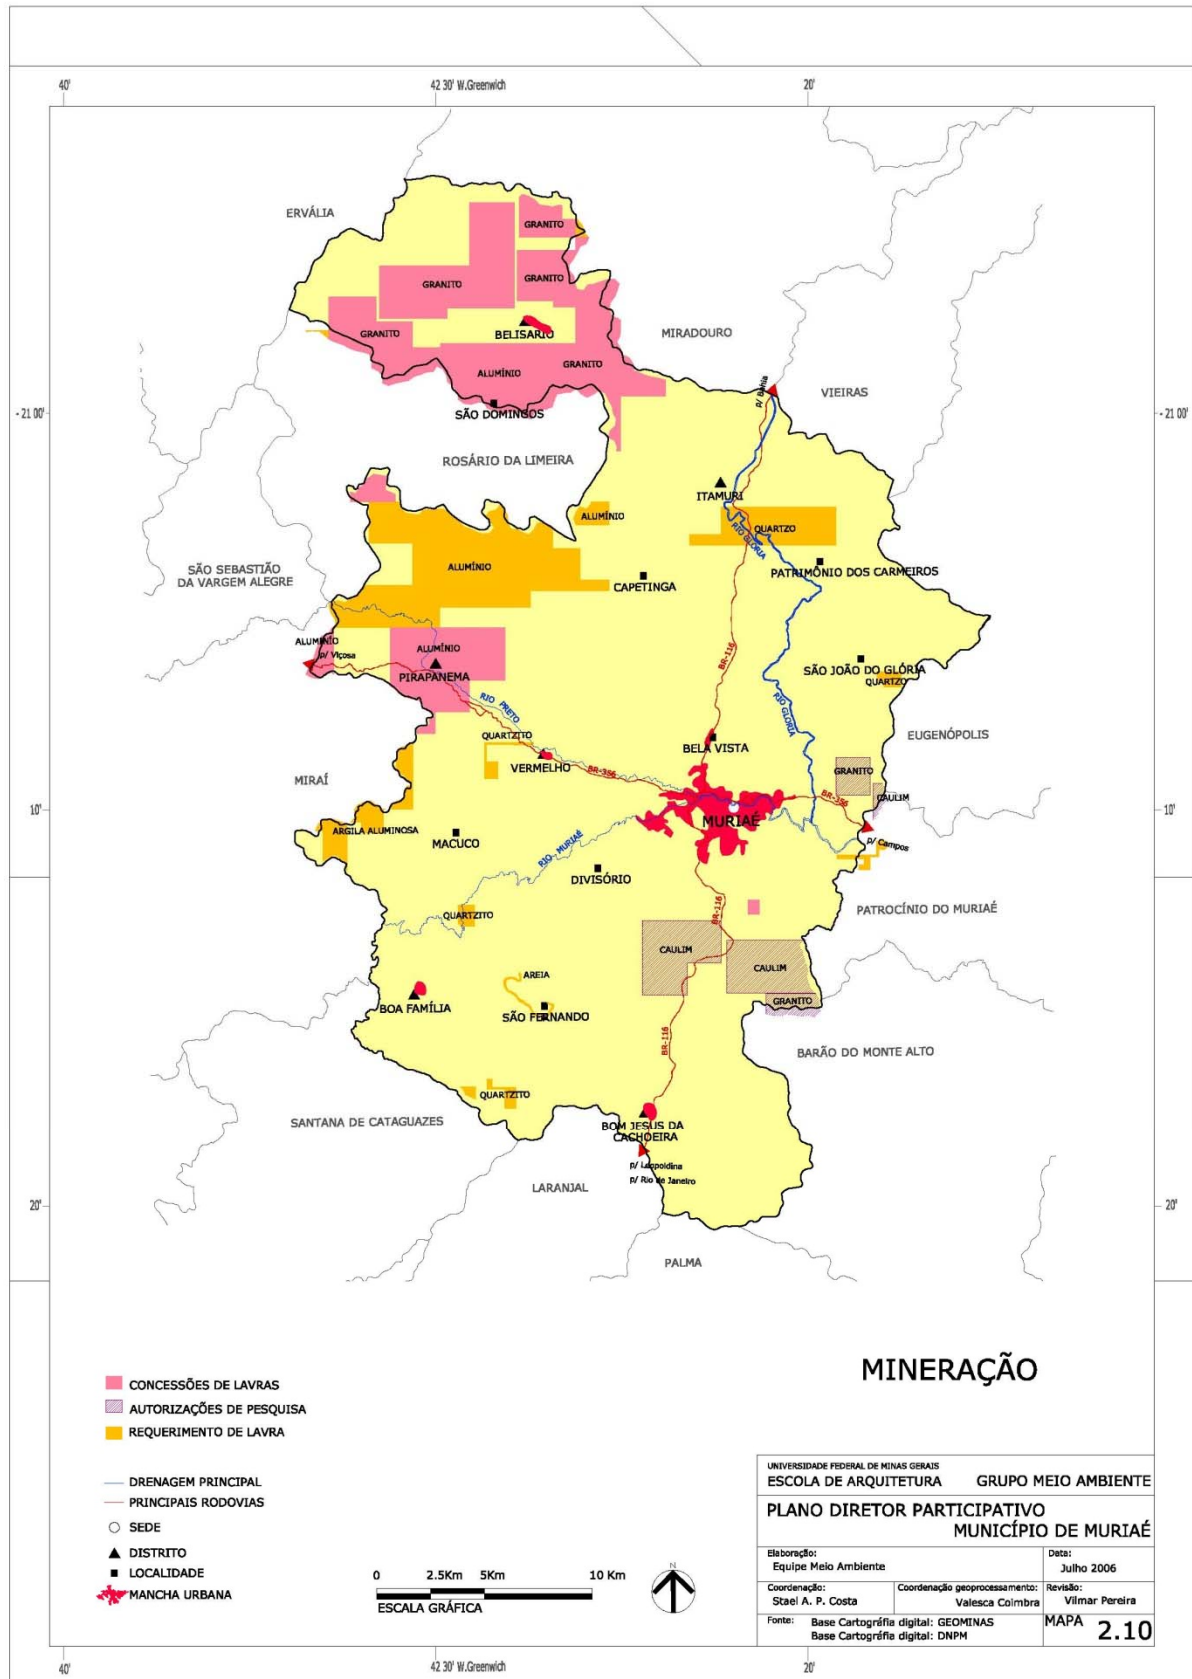 40'
42 30' W.Greenwich
20'
ERVÁLIA
GRANITO
GRANITO
GRANITO
GRANITO
BELISARIO
MIRADOURO
ALUMÍNIO
GRANITO
p/ Bahia
VIEIRAS
- 21 00'
- 21 00'
SÃO DOMINGOS
ROSÁRIO DA LIMEIRA
ITAMURI
ALUMÍNIO
QUARTZO
RIO GLÓRIA
SÃO SEBASTIÃO
DA VARGEM ALEGRE
ALUMÍNIO
CAPETINGA
PATRIMÔNIO DOS CARMEIROS
ALUMÍNIO
p/ Viçosa
ALUMÍNIO
PIRAPANEMA
BR-116
SÃO JOÃO DO GLÓRIA
QUARTZO
RIO PRETO
RIO GLÓRIA
EUGENÓPOLIS
QUARTZITO
BELA VISTA
VERMELHO
BR-356
GRANITO
MIRAÍ
CAULIM
10'
BR-356
10'
MURIAÉ
ARGILA ALUMINOSA
MACUCO
p/ Campos
RIO MURIAÉ
DIVISÓRIO
QUARTZITO
BR-116
PATROCÍNIO DO MURIAÉ
CAULIM
CAULIM
AREIA
GRANITO
BOA FAMÍLIA
SÃO FERNANDO
BR-116
BARÃO DO MONTE ALTO
QUARTZITO
SANTANA DE CATAGUAZES
BOM JESUS DA
CACHOEIRA
p/ Leopoldina
p/ Rio de Janeiro
LARANJAL
20'
20'
PALMA
MINERAÇÃO
CONCESSÕES DE LAVRAS
AUTORIZAÇÕES DE PESQUISA
REQUERIMENTO DE LAVRA
DRENAGEM PRINCIPAL
PRINCIPAIS RODOVIAS
SEDE
DISTRITO
LOCALIDADE
MANCHA URBANA
0 2.5Km 5Km 10 Km
ESCALA GRÁFICA
N
UNIVERSIDADE FEDERAL DE MINAS GERAIS
ESCOLA DE ARQUITETURA GRUPO MEIO AMBIENTE
PLANO DIRETOR PARTICIPATIVO
MUNICÍPIO DE MURIAÉ
Elaboração:
Equipe Meio Ambiente
Data:
Julho 2006
Coordenação:
Stael A. P. Costa
Coordenação geoprocessamento:
Valesca Coimbra
Revisão:
Vilmar Pereira
Fonte: Base Cartográfia digital: GEOMINAS
Base Cartográfia digital: DNPM
MAPA 2.10
40'
42 30' W.Greenwich
20'